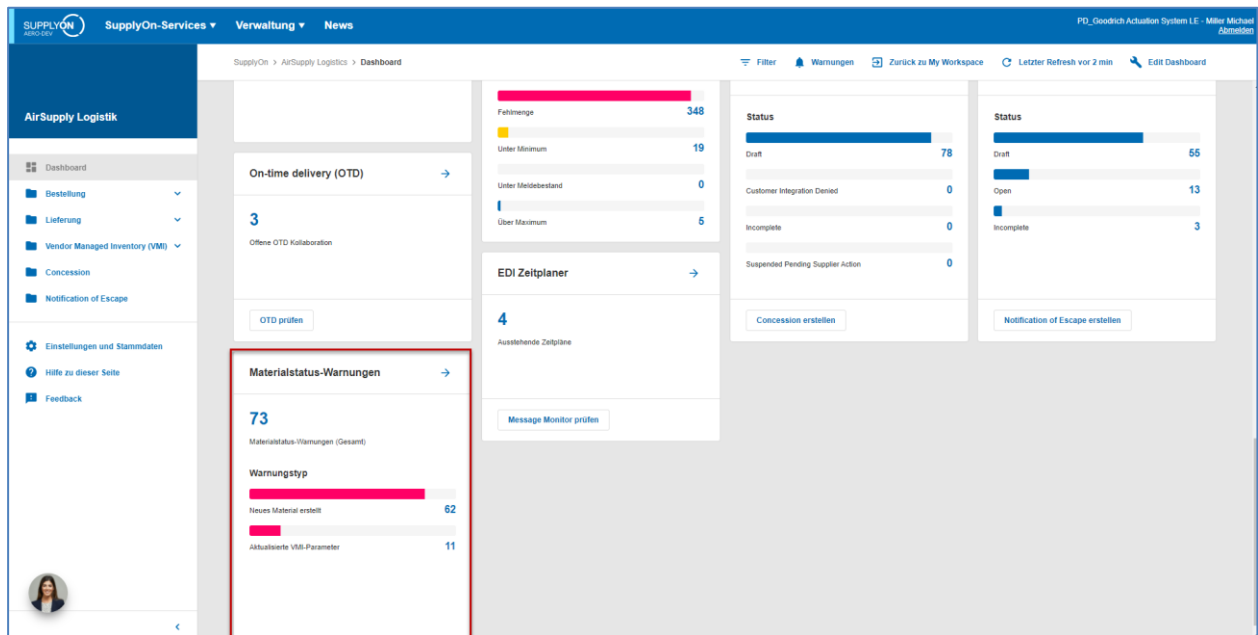 SUPPLYON
AERO-DEV
SupplyOn-Services ▾ Verwaltung ▾ News
PD_Goodrich Actuation System LE - Miller Michael
Abmelden
SupplyOn > AirSupply Logistics > Dashboard
Filter Warnungen Zurück zu My Workspace Letzter Refresh vor 2 min Edit Dashboard
AirSupply Logistik
Dashboard
Bestellung
Lieferung
Vendor Managed Inventory (VMI)
Concession
Notification of Escape
Einstellungen und Stammdaten
Hilfe zu dieser Seite
Feedback
On-time delivery (OTD) →
3
Offene OTD Kollaboration
OTD prüfen
Materialstatus-Warnungen →
73
Materialstatus-Warnungen (Gesamt)
Warnungstyp
Neues Material erstellt 62
Aktualisierte VMI-Parameter 11
Fehlmenge 348
Unter Minimum 19
Unter Meldebestand 0
Über Maximum 5
EDI Zeitplaner →
4
Ausstehende Zeitpläne
Message Monitor prüfen
Status
Draft 78
Customer Integration Denied 0
Incomplete 0
Suspended Pending Supplier Action 0
Concession erstellen
Status
Draft 55
Open 13
Incomplete 3
Notification of Escape erstellen